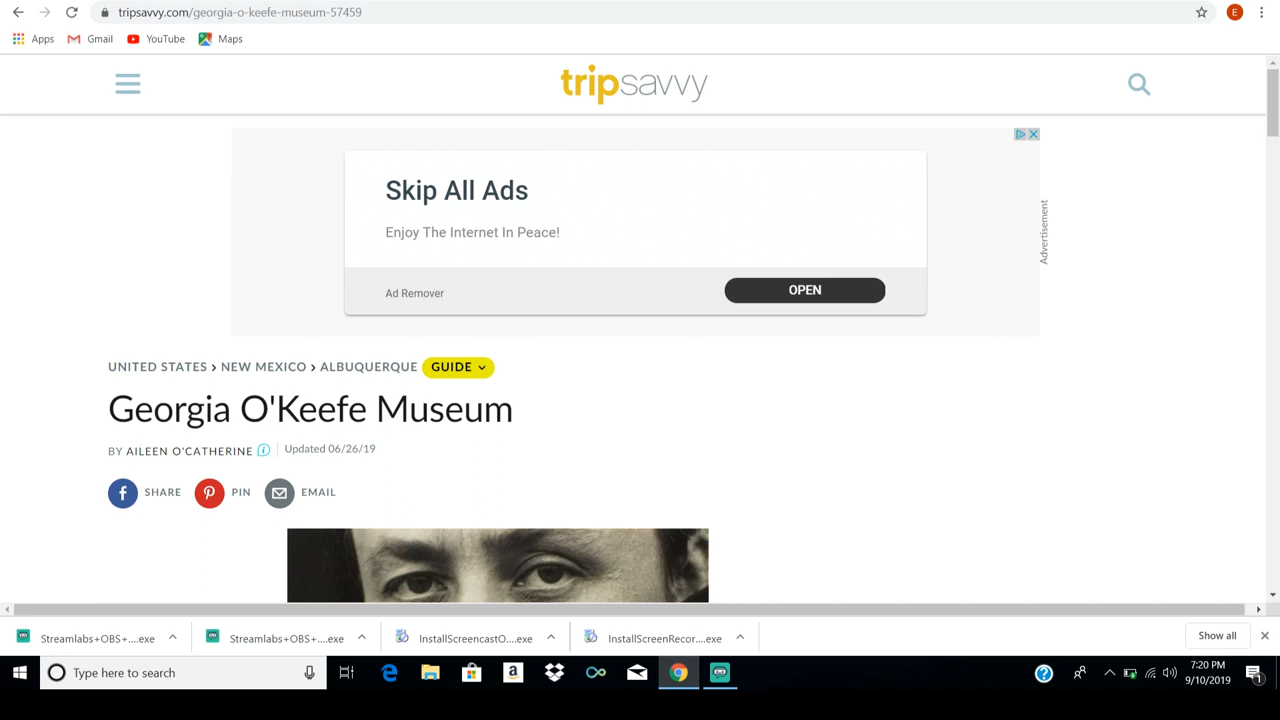 tripsavvy.com/georgia-o-keefe-museum-57459
E
Apps Gmail YouTube Maps
tripsavvy
Skip All Ads
Enjoy The Internet In Peace!
Ad Remover
OPEN
Advertisement
UNITED STATES > NEW MEXICO > ALBUQUERQUE GUIDE
Georgia O'Keefe Museum
BY AILEEN O'CATHERINE Updated 06/26/19
SHARE PIN EMAIL
Streamlabs+OBS+....exe Streamlabs+OBS+....exe InstallScreencastO....exe InstallScreenRecor....exe Show all
Type here to search
7:20 PM
9/10/2019
1